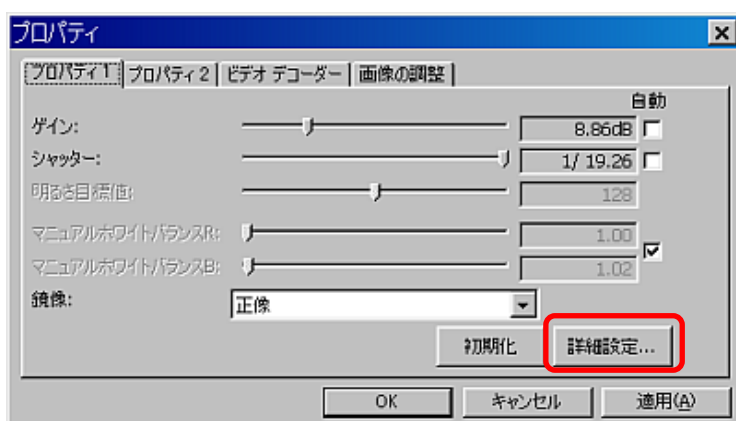 プロパティ
プロパティ1 プロパティ2 ビデオ デコーダー 画像の調整
自動
ゲイン: 8.86dB
シャッター: 1/ 19.26
明るさ目標値: 128
マニュアルホワイトバランスR: 1.00
マニュアルホワイトバランスB: 1.02
鏡像: 正像
初期化 詳細設定...
OK キャンセル 適用(A)